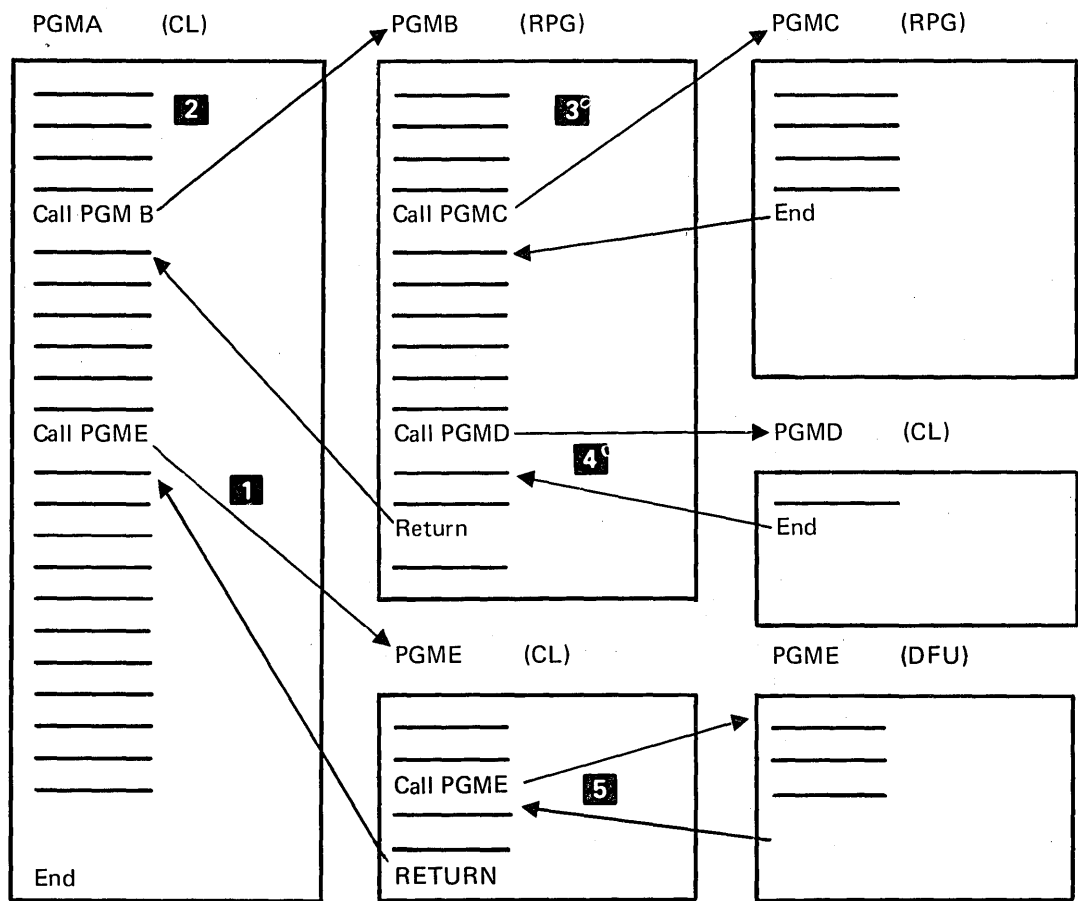 PGMA (CL)
2
Call PGM B
Call PGME
1
End
PGMB (RPG)
3
Call PGMC
Call PGMD
4
Return
PGMC (RPG)
End
PGMD (CL)
End
PGME (CL)
Call PGME
5
RETURN
PGME (DFU)